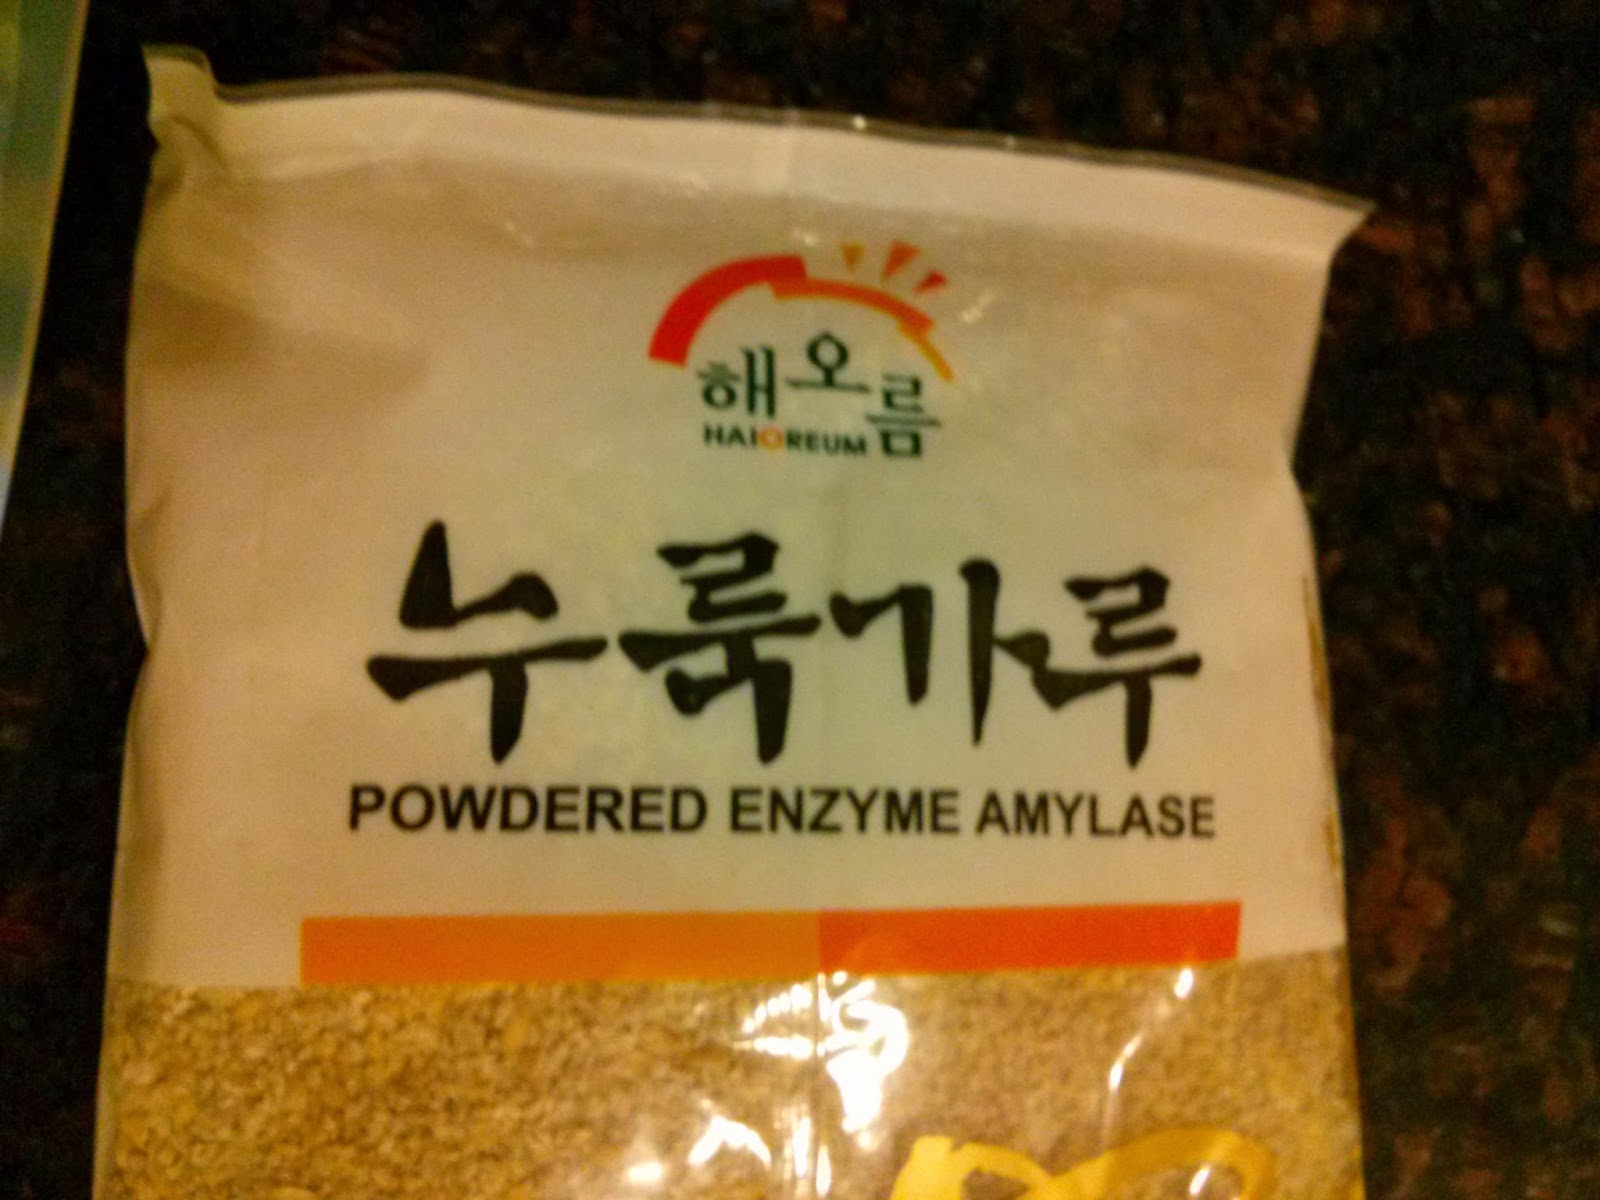 해오름
HAIOREUM
누룩가루
POWDERED ENZYME AMYLASE